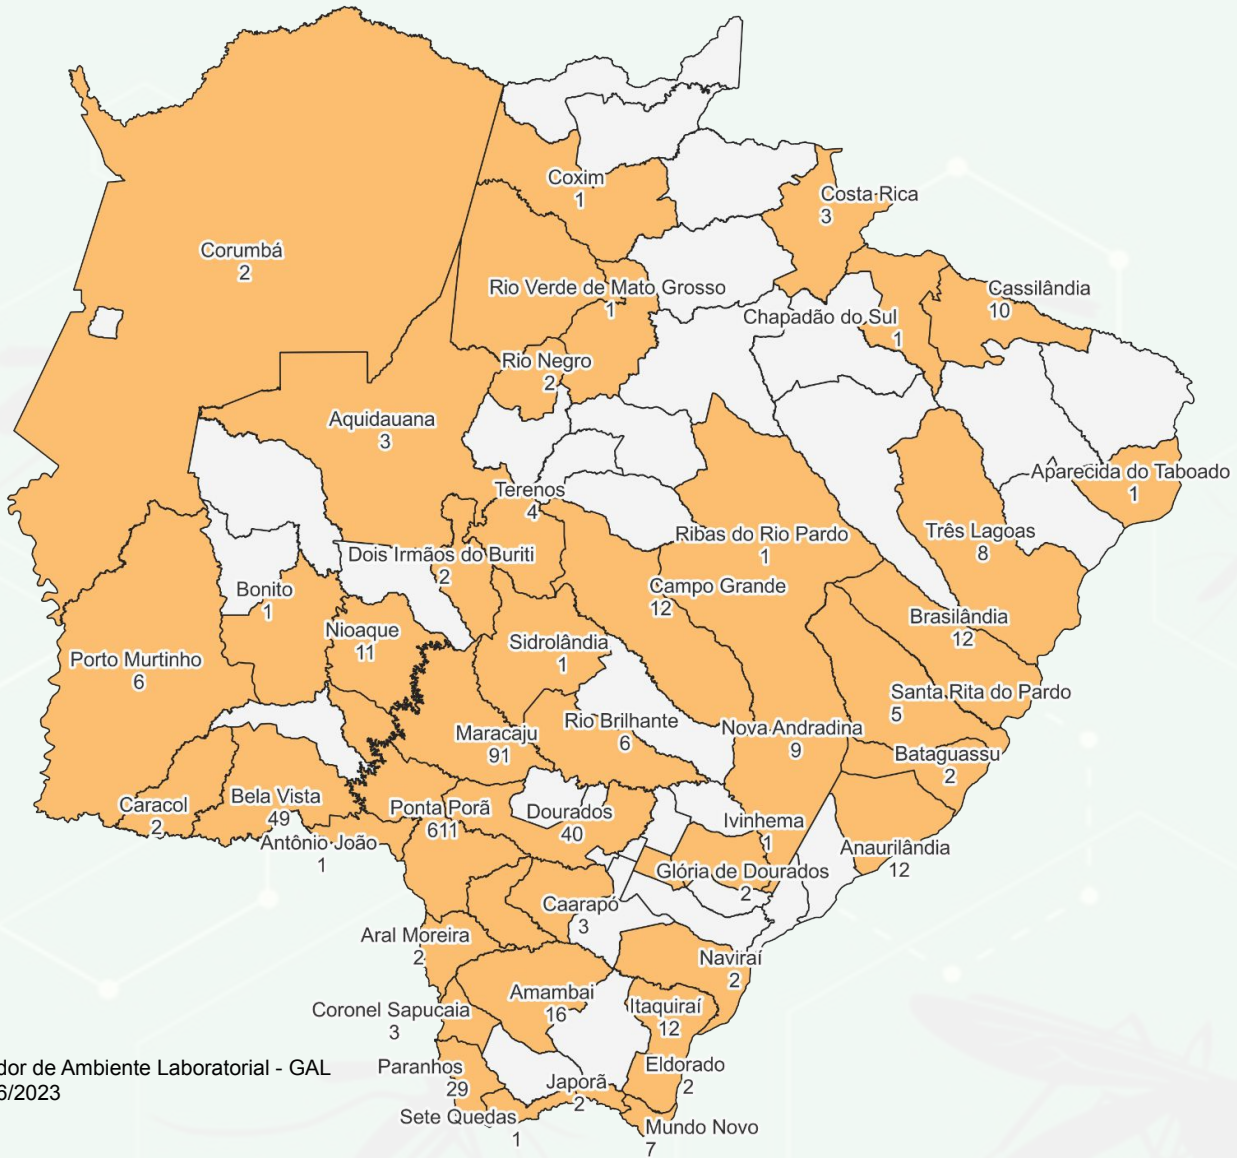 Coxim
1
Costa Rica
3
Corumbá
2
Rio Verde de Mato Grosso
1
Cassilândia
10
Chapadão do Sul
1
Rio Negro
2
Aquidauana
3
Aparecida do Taboado
1
Terenos
4
Ribas do Rio Pardo
1
Três Lagoas
8
Dois Irmãos do Buriti
2
Bonito
1
Campo Grande
12
Brasilândia
12
Nioaque
11
Sidrolândia
1
Porto Murtinho
6
Santa Rita do Pardo
5
Maracaju
91
Rio Brilhante
6
Nova Andradina
9
Bataguassu
2
Caracol
2
Bela Vista
49
Ponta Porã
611
Dourados
40
Ivinhema
1
Antônio João
1
Anaurilândia
12
Glória de Dourados
2
Caarapó
3
Aral Moreira
2
Naviraí
2
Amambai
16
Itaquiraí
12
Coronel Sapucaia
3
dor de Ambiente Laboratorial - GAL
6/2023
Paranhos
29
Eldorado
2
Japorã
2
Sete Quedas
1
Mundo Novo
7